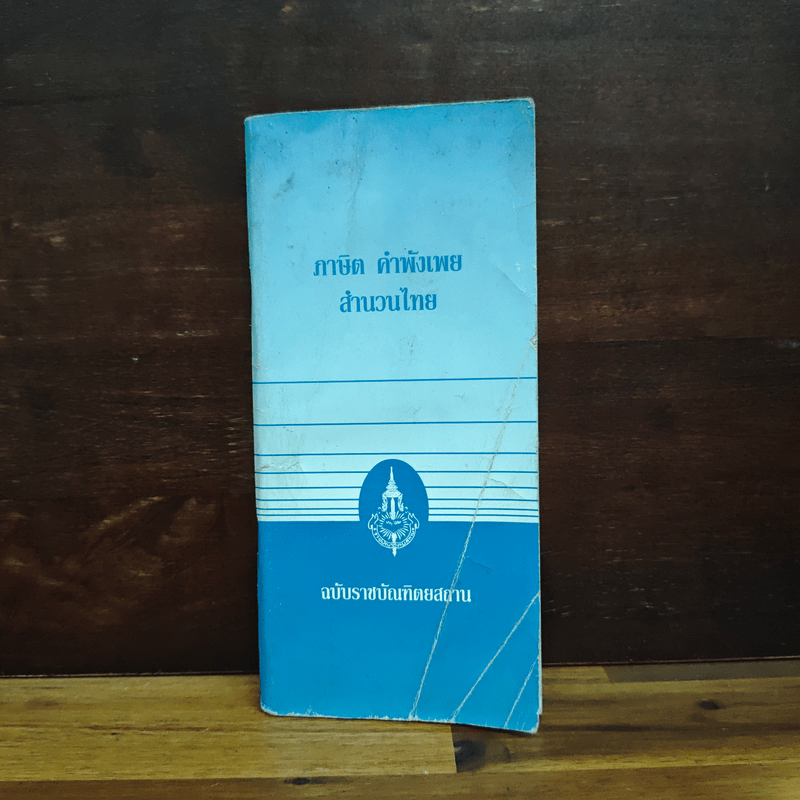 ภาษิต คำพังเพย
สำนวนไทย
ฉบับราชบัณฑิตยสถาน